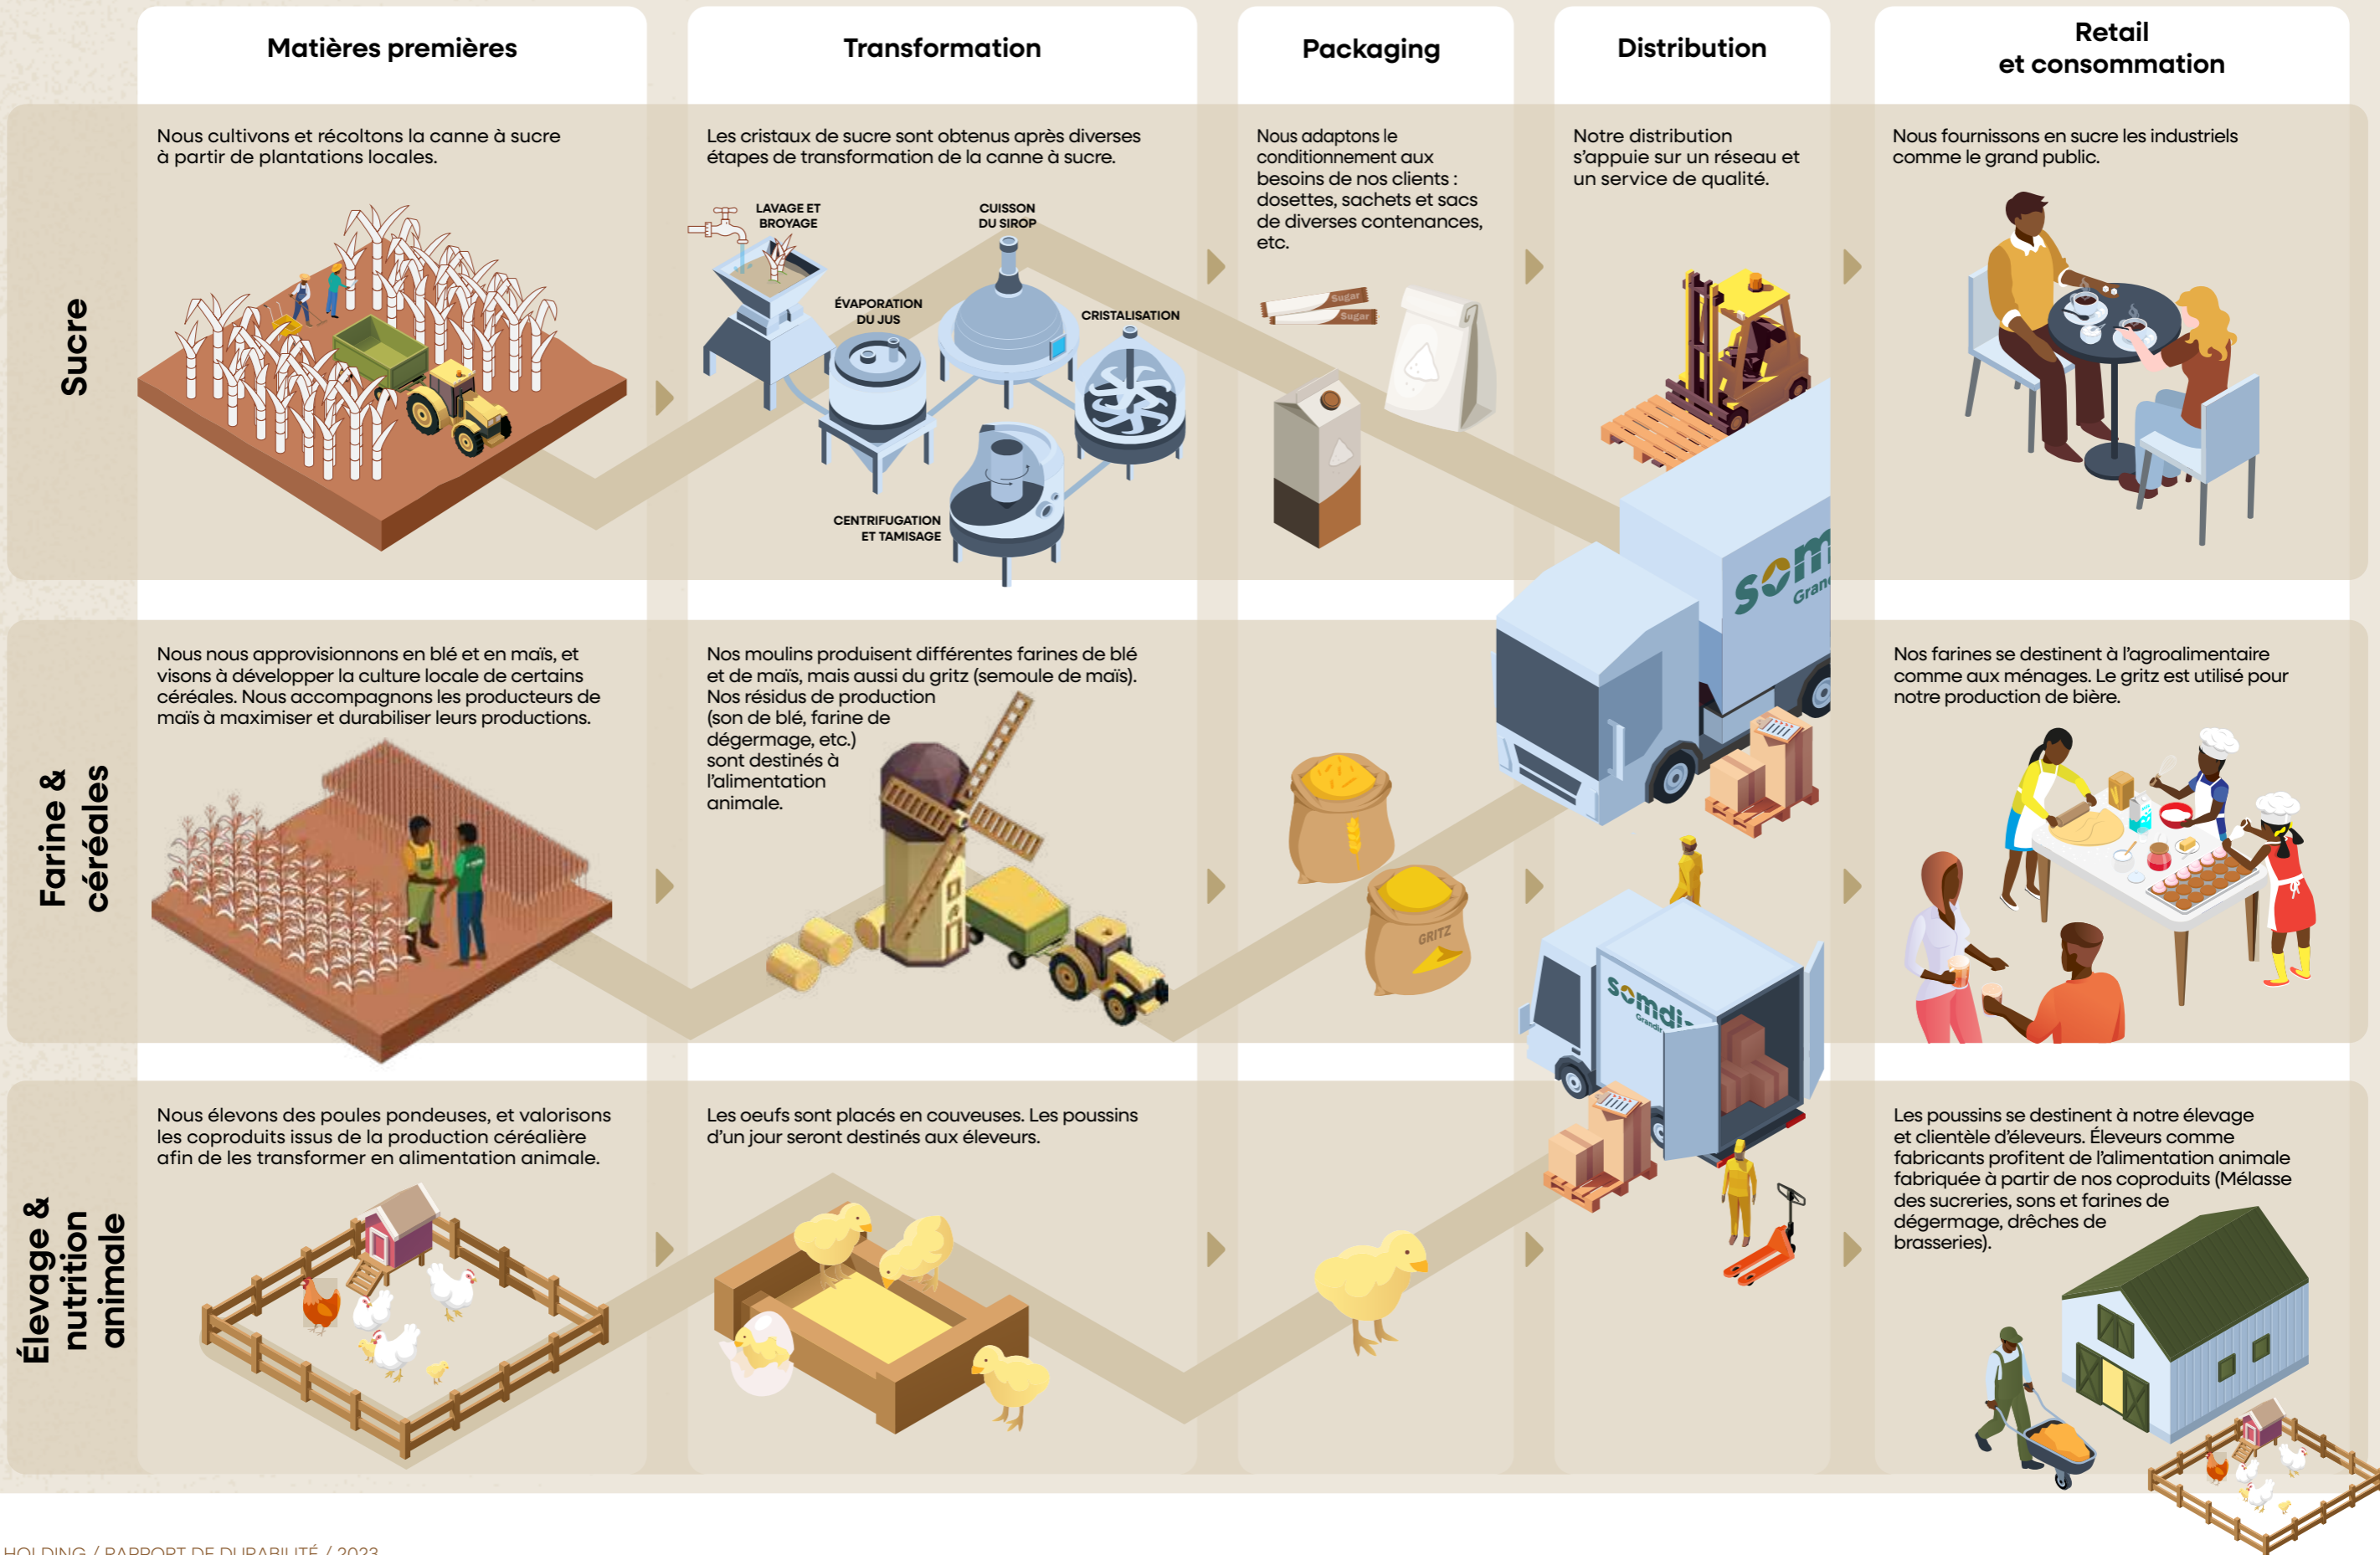 Matières premières
Transformation
Packaging
Distribution
Retail
et consommation
Sucre
Nous cultivons et récoltons la canne à sucre
à partir de plantations locales.
Les cristaux de sucre sont obtenus après diverses
étapes de transformation de la canne à sucre.
LAVAGE ET
BROYAGE
ÉVAPORATION
DU JUS
CUISSON
DU SIROP
CRISTALISATION
CENTRIFUGATION
ET TAMISAGE
Nous adaptons le
conditionnement aux
besoins de nos clients :
dosettes, sachets et sacs
de diverses contenances,
etc.
Sugar
Sugar
Notre distribution
s'appuie sur un réseau et
un service de qualité.
som
Gran
Nous fournissons en sucre les industriels
comme le grand public.
Farine &
céréales
Nous nous approvisionnons en blé et en maïs, et
visons à développer la culture locale de certains
céréales. Nous accompagnons les producteurs de
maïs à maximiser et durabiliser leurs productions.
Nos moulins produisent différentes farines de blé
et de maïs, mais aussi du gritz (semoule de maïs).
Nos résidus de production
(son de blé, farine de
dégermage, etc.)
sont destinés à
l'alimentation
animale.
GRITZ
somdi
Grandir
Nos farines se destinent à l'agroalimentaire
comme aux ménages. Le gritz est utilisé pour
notre production de bière.
Élevage &
nutrition
animale
Nous élevons des poules pondeuses, et valorisons
les coproduits issus de la production céréalière
afin de les transformer en alimentation animale.
Les oeufs sont placés en couveuses. Les poussins
d'un jour seront destinés aux éleveurs.
Les poussins se destinent à notre élevage
et clientèle d'éleveurs. Éleveurs comme
fabricants profitent de l'alimentation animale
fabriquée à partir de nos coproduits (Mélasse
des sucreries, sons et farines de
dégermage, drêches de
brasseries).
HOLDING / RAPPORT DE DURABILITÉ / 2023